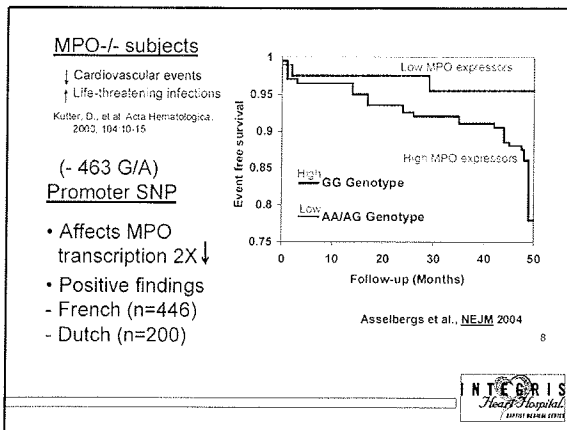 MPO-/- subjects
↓ Cardiovascular events
↑ Life-threatening infections
Kutter, D., et al. Acta Hematologica.
2000, 104:10-15
(- 463 G/A)
Promoter SNP
• Affects MPO
transcription 2X↓
• Positive findings
- French (n=446)
- Dutch (n=200)
Event free survival
1
0.95
0.9
0.85
0.8
0.75
Low MPO expressors
High MPO expressors
High
GG Genotype
Low
AA/AG Genotype
0 10 20 30 40 50
Follow-up (Months)
Asselbergs et al., NEJM 2004
8
INTEGRIS
Heart Hospital.
BAPTIST MEDICAL CENTER